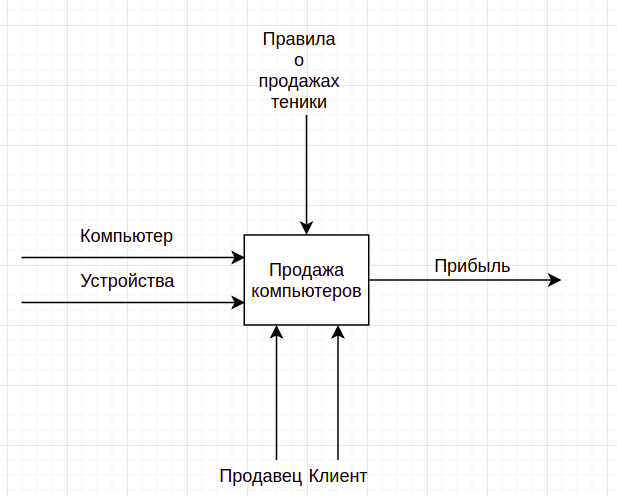 Правила
о
продажах
теники
Компьютер
Устройства
Продажа
компьютеров
Прибыль
Продавец Клиент